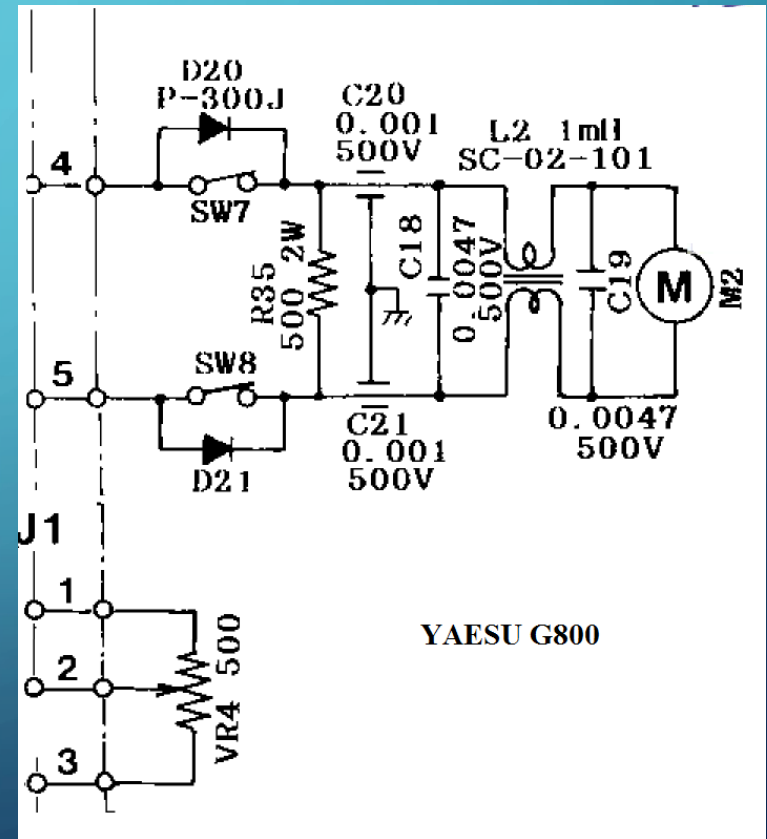 D20
P-300J
C20
0.001
500V
L2 1mH
SC-02-101
4
SW7
R35
500 2W
C18
0.0047
500V
C19
M
M2
5
SW8
D21
C21
0.001
500V
0.0047
500V
J1
1
2
3
VR4 500
YAESU G800